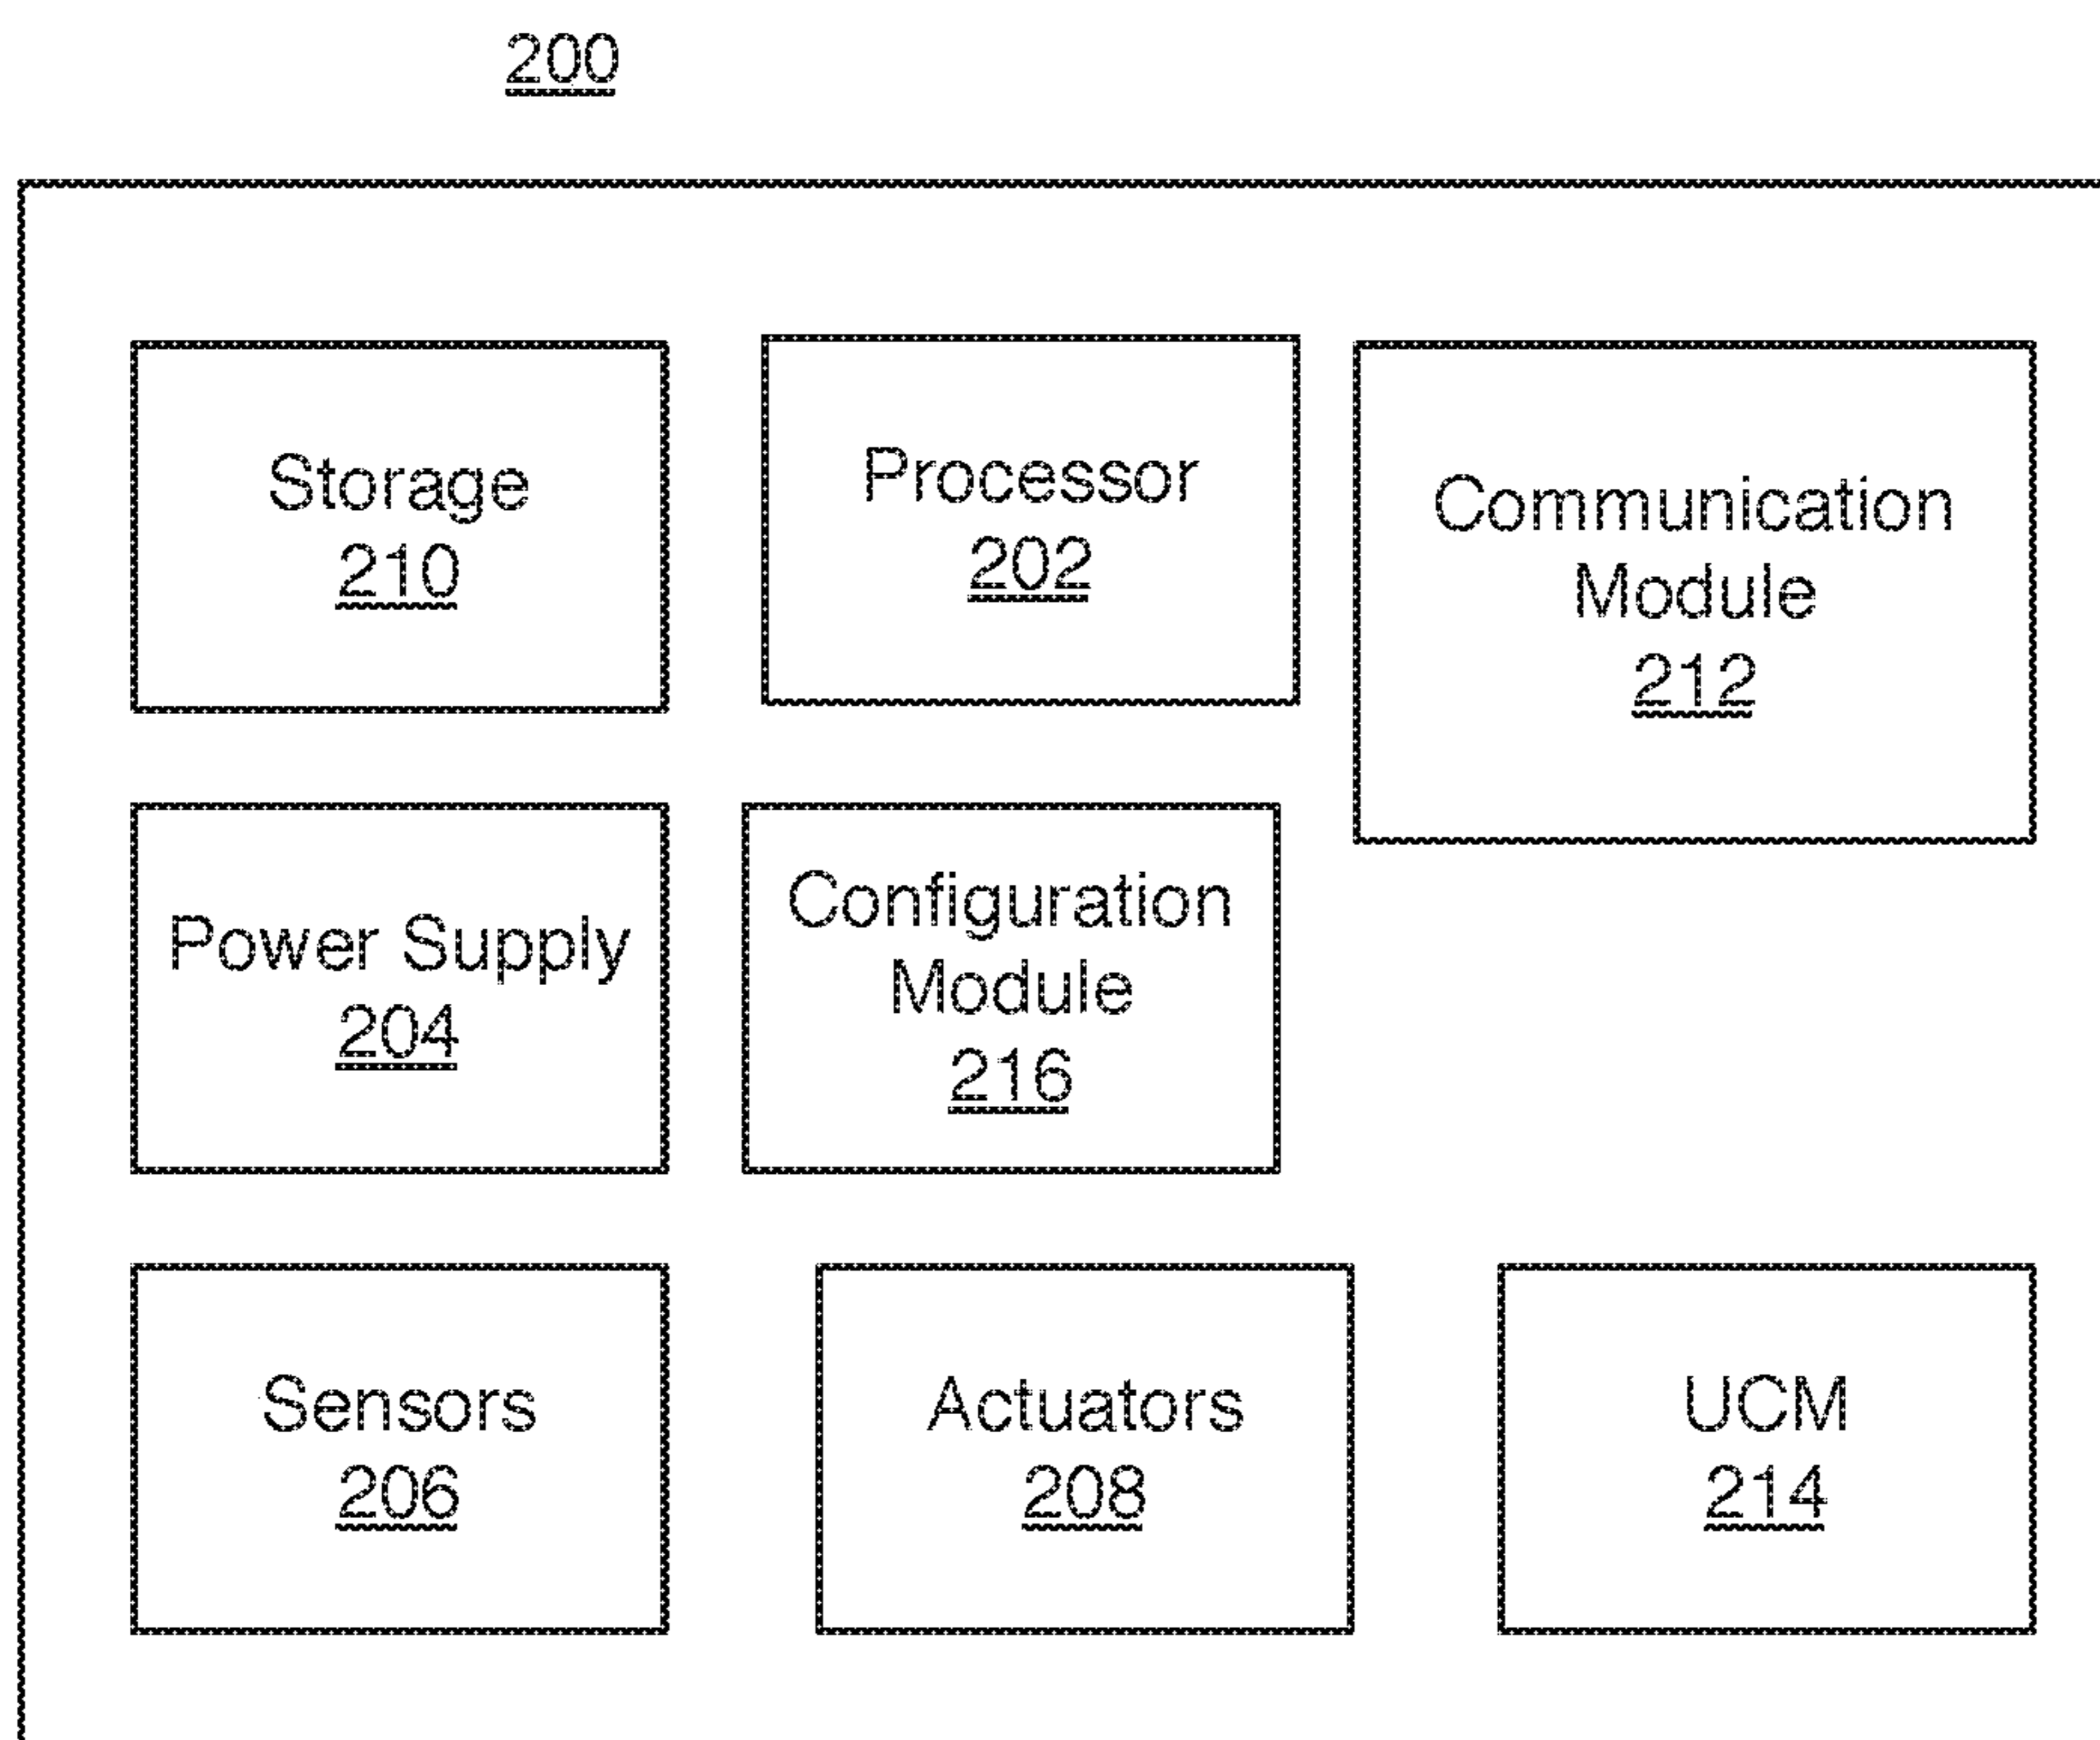 200
Storage
210
Processor
202
Communication
Module
212
Power Supply
204
Configuration
Module
216
Sensors
206
Actuators
208
UCM
214